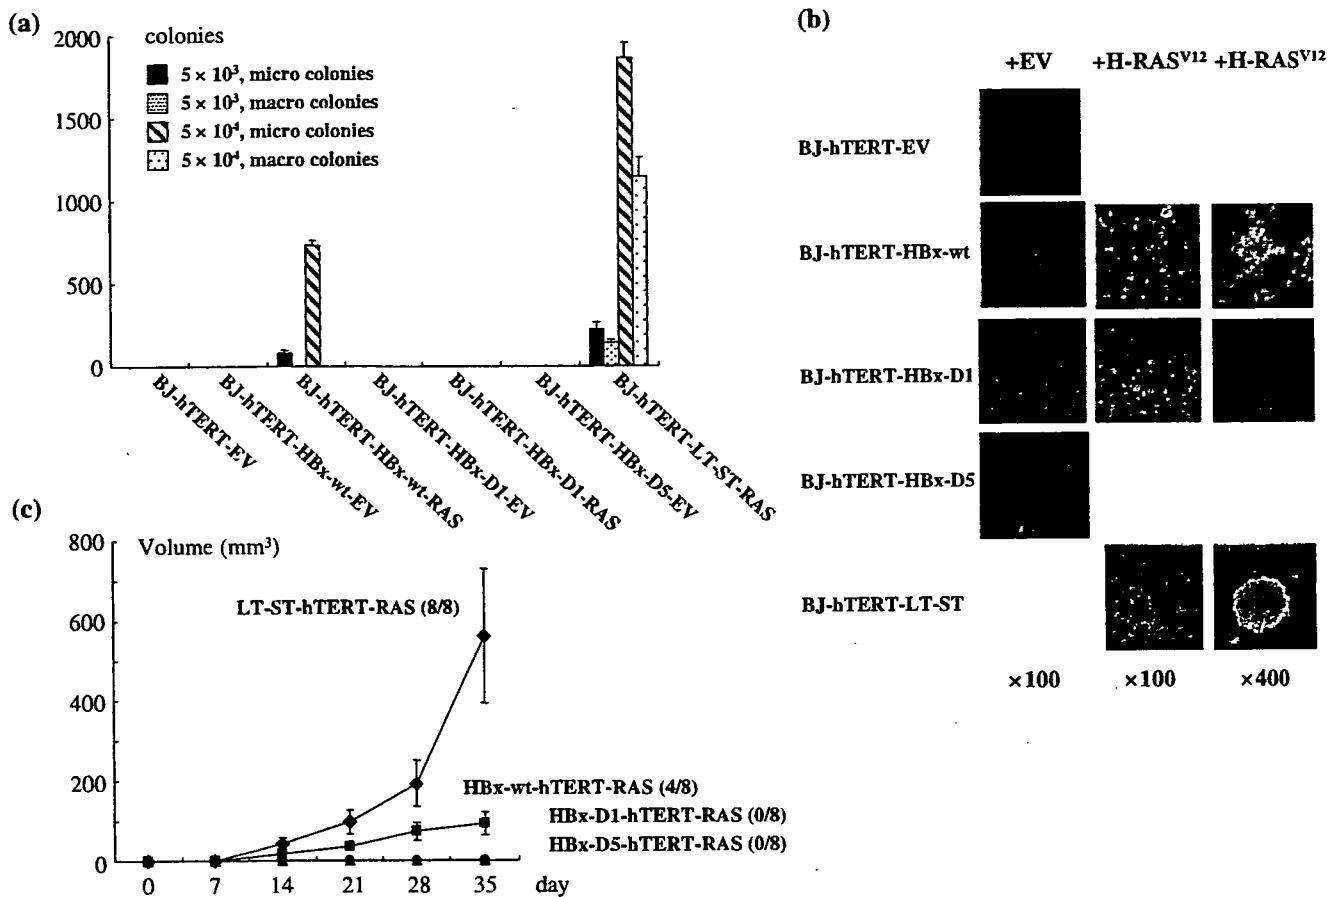 (a)
colonies
5 × 10³, micro colonies
5 × 10³, macro colonies
5 × 10⁴, micro colonies
5 × 10⁴, macro colonies
2000
1500
1000
500
0
BJ-hTERT-EV
BJ-hTERT-HBx-wt-EV
BJ-hTERT-HBx-wt-RAS
BJ-hTERT-HBx-D1-EV
BJ-hTERT-HBx-D1-RAS
BJ-hTERT-HBx-D5-EV
BJ-hTERT-LT-ST-RAS
(b)
+EV +H-RASV12 +H-RASV12
BJ-hTERT-EV
BJ-hTERT-HBx-wt
BJ-hTERT-HBx-D1
BJ-hTERT-HBx-D5
BJ-hTERT-LT-ST
×100 ×100 ×400
(c)
Volume (mm³)
800
600
400
200
0
LT-ST-hTERT-RAS (8/8)
HBx-wt-hTERT-RAS (4/8)
HBx-D1-hTERT-RAS (0/8)
HBx-D5-hTERT-RAS (0/8)
0 7 14 21 28 35 day